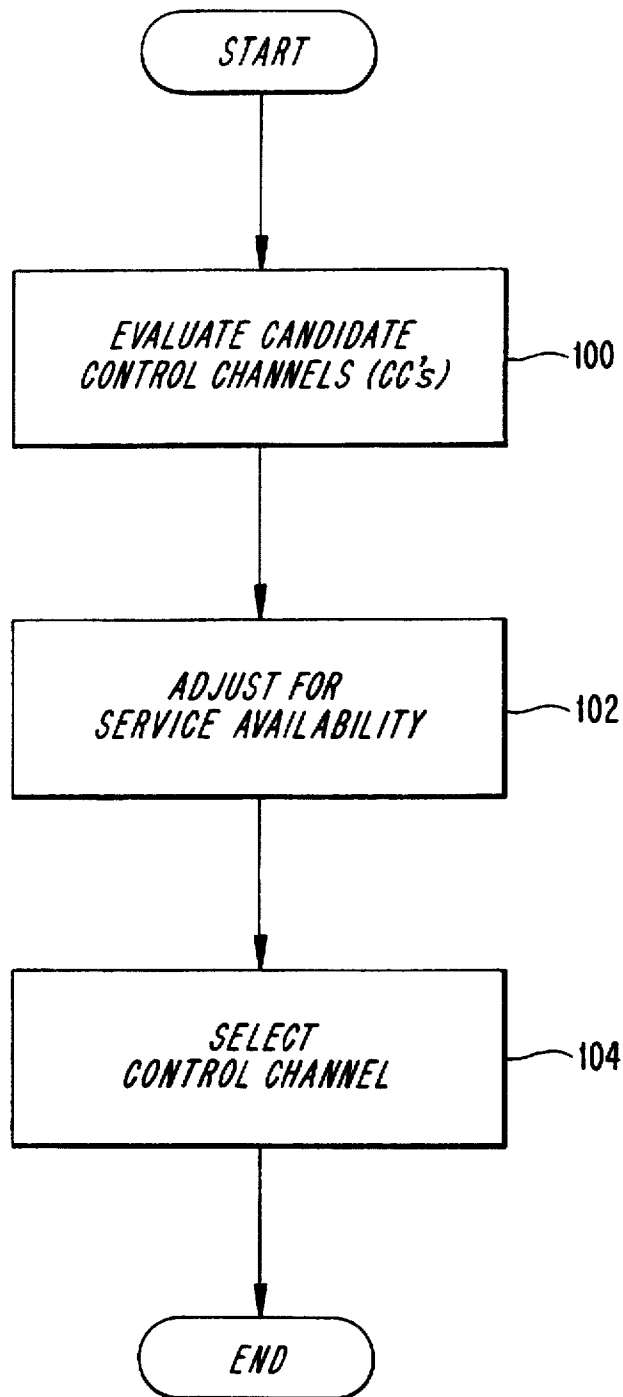 START
EVALUATE CANDIDATE
CONTROL CHANNELS (CC's)
100
ADJUST FOR
SERVICE AVAILABILITY
102
SELECT
CONTROL CHANNEL
104
END